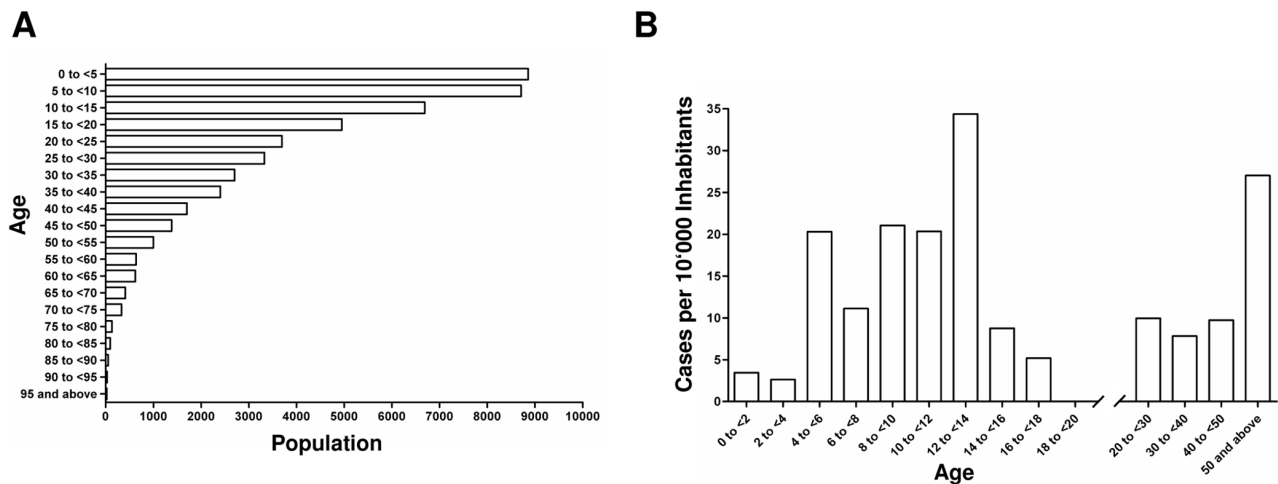 A
0 to <5
5 to <10
10 to <15
15 to <20
20 to <25
25 to <30
30 to <35
35 to <40
40 to <45
45 to <50
50 to <55
55 to <60
60 to <65
65 to <70
70 to <75
75 to <80
80 to <85
85 to <90
90 to <95
95 and above
Age
0 1000 2000 3000 4000 5000 6000 7000 8000 9000 10000
Population
B
Cases per 10‘000 Inhabitants
35
30
25
20
15
10
5
0
0 to <2
2 to <4
4 to <6
6 to <8
8 to <10
10 to <12
12 to <14
14 to <16
16 to <18
18 to <20
20 to <30
30 to <40
40 to <50
50 and above
Age